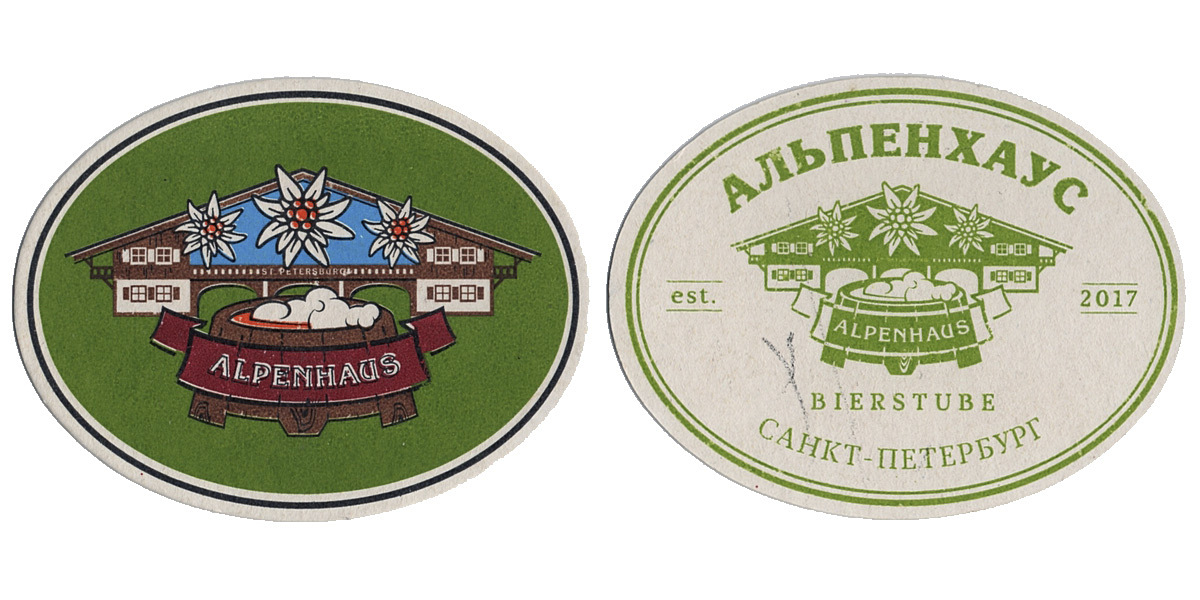 ST. PETERSBURG
ALPENHAUS
АЛЬПЕНХАУС
est.
2017
ALPENHAUS
BIERSTUBE
САНКТ-ПЕТЕРБУРГ